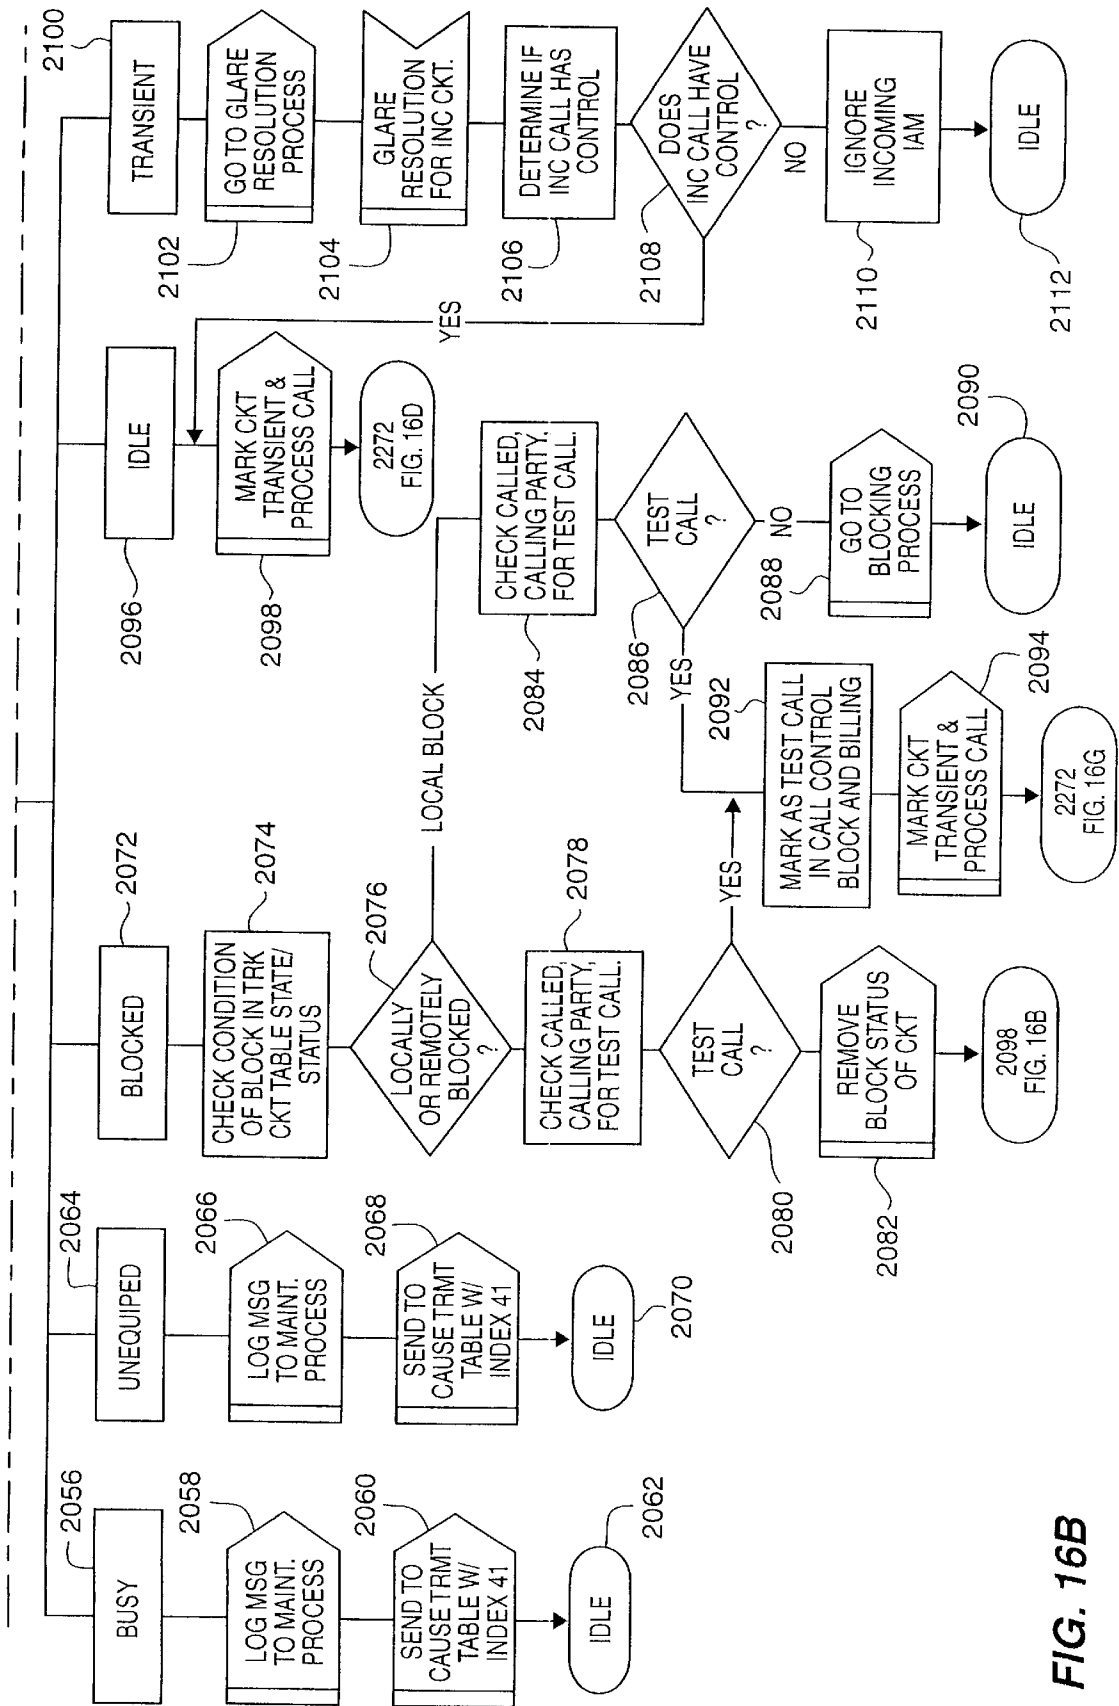 2056
BUSY
2058
LOG MSG
TO MAINT.
PROCESS
2060
SEND TO
CAUSE TRMT
TABLE W/
INDEX 41
2062
IDLE
2064
UNEQUIPED
2066
LOG MSG
TO MAINT.
PROCESS
2068
SEND TO
CAUSE TRMT
TABLE W/
INDEX 41
IDLE
2070
2072
BLOCKED
2074
CHECK CONDITION
OF BLOCK IN TRK
CKT TABLE STATE/
STATUS
2076
LOCALLY
OR REMOTELY
BLOCKED
?
LOCAL BLOCK
2078
CHECK CALLED,
CALLING PARTY,
FOR TEST CALL.
TEST
CALL
?
2080
YES
REMOVE
BLOCK STATUS
OF CKT
2082
2098
FIG. 16B
CHECK CALLED,
CALLING PARTY.
FOR TEST CALL.
2084
TEST
CALL
?
2086
YES
NO
2088
GO TO
BLOCKING
PROCESS
2090
IDLE
2092
MARK AS TEST CALL
IN CALL CONTROL
BLOCK AND BILLING
2094
MARK CKT
TRANSIENT &
PROCESS CALL
2272
FIG. 16G
IDLE
2096
MARK CKT
TRANSIENT &
PROCESS CALL
2098
2272
FIG. 16D
YES
2100
TRANSIENT
GO TO GLARE
RESOLUTION
PROCESS
2102
GLARE
RESOLUTION
FOR INC CKT.
2104
DETERMINE IF
INC CALL HAS
CONTROL
2106
DOES
INC CALL HAVE
CONTROL
?
2108
NO
IGNORE
INCOMING
IAM
2110
IDLE
2112
FIG. 16B